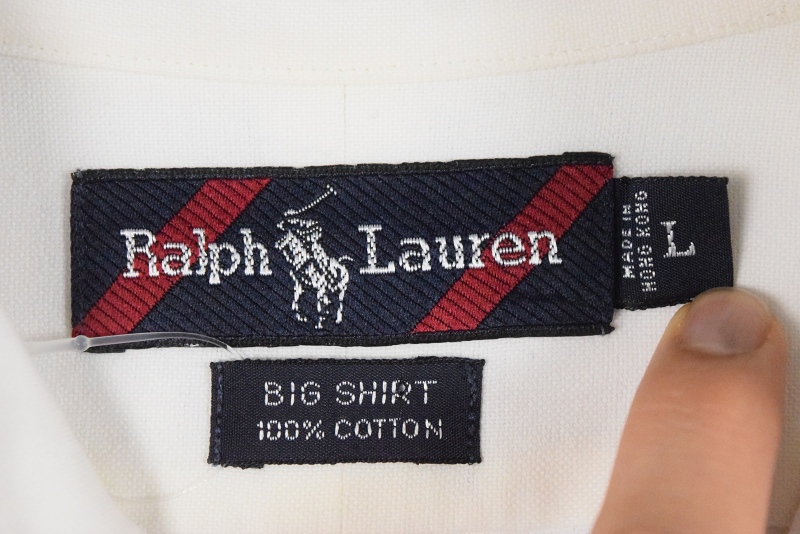 Ralph Lauren
MADE IN
HONG KONG
L
BIG SHIRT
100% COTTON